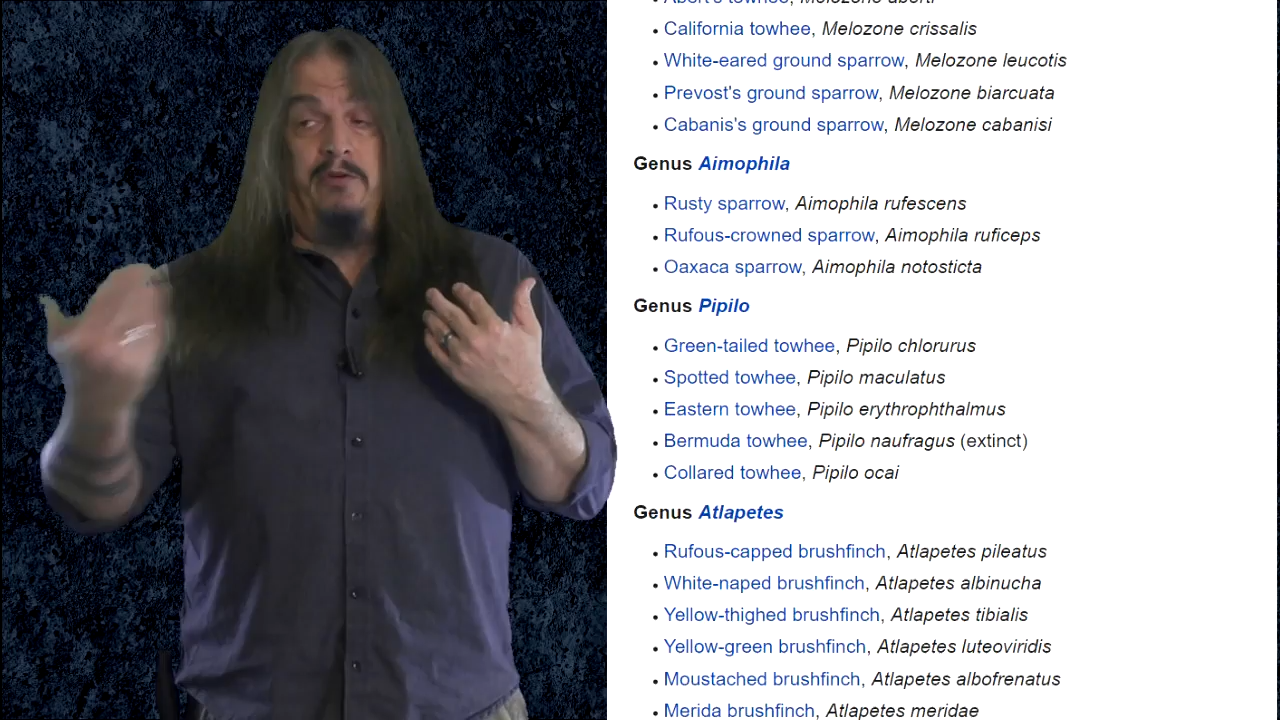 Abert's towhee, Melozone aberti
• California towhee, Melozone crissalis
• White-eared ground sparrow, Melozone leucotis
• Prevost's ground sparrow, Melozone biarcuata
• Cabanis's ground sparrow, Melozone cabanisi
Genus Aimophila
• Rusty sparrow, Aimophila rufescens
• Rufous-crowned sparrow, Aimophila ruficeps
• Oaxaca sparrow, Aimophila notosticta
Genus Pipilo
• Green-tailed towhee, Pipilo chlorurus
• Spotted towhee, Pipilo maculatus
• Eastern towhee, Pipilo erythrophthalmus
• Bermuda towhee, Pipilo naufragus (extinct)
• Collared towhee, Pipilo ocai
Genus Atlapetes
• Rufous-capped brushfinch, Atlapetes pileatus
• White-naped brushfinch, Atlapetes albinucha
• Yellow-thighed brushfinch, Atlapetes tibialis
• Yellow-green brushfinch, Atlapetes luteoviridis
• Moustached brushfinch, Atlapetes albofrenatus
• Merida brushfinch, Atlapetes meridae